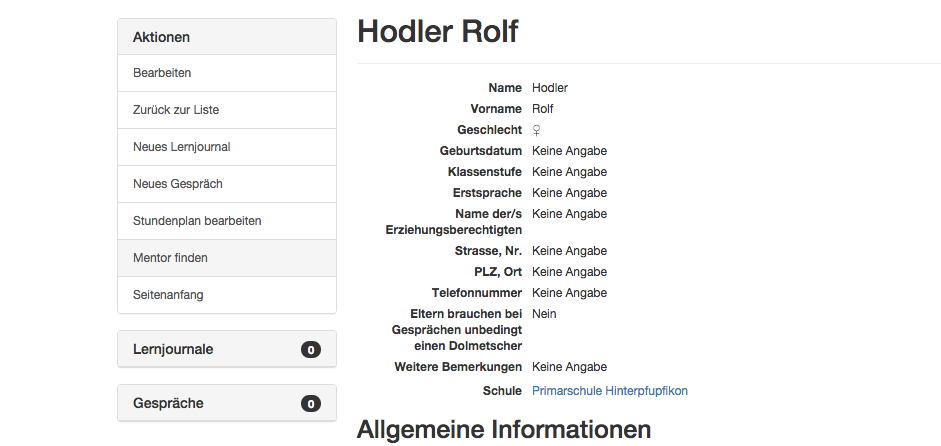 Aktionen
Bearbeiten
Zurück zur Liste
Neues Lernjournal
Neues Gespräch
Stundenplan bearbeiten
Mentor finden
Seitenanfang
Lernjournale 0
Gespräche 0
Hodler Rolf
Name Hodler
Vorname Rolf
Geschlecht ♀
Geburtsdatum Keine Angabe
Klassenstufe Keine Angabe
Erstsprache Keine Angabe
Name der/s Keine Angabe
Erziehungsberechtigten
Strasse, Nr. Keine Angabe
PLZ, Ort Keine Angabe
Telefonnummer Keine Angabe
Eltern brauchen bei Nein
Gesprächen unbedingt
einen Dolmetscher
Weitere Bemerkungen Keine Angabe
Schule Primarschule Hinterpfupfikon
Allgemeine Informationen